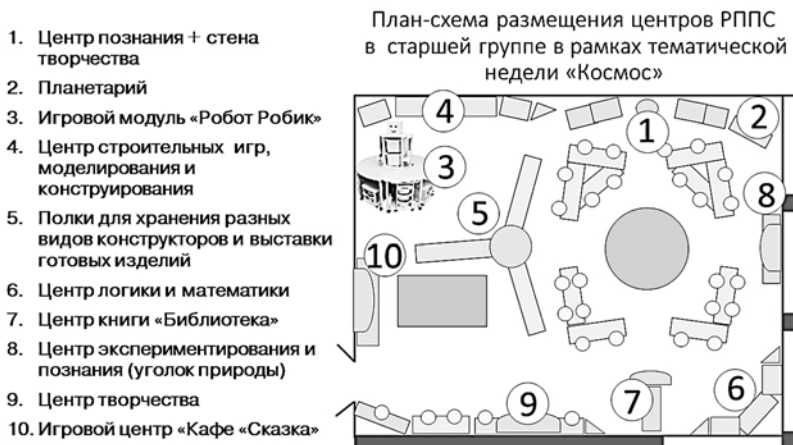 План-схема размещения центров РППС
в старшей группе в рамках тематической
недели «Космос»
1. Центр познания + стена
творчества
2. Планетарий
3. Игровой модуль «Робот Робик»
4. Центр строительных игр,
моделирования и
конструирования
5. Полки для хранения разных
видов конструкторов и выставки
готовых изделий
6. Центр логики и математики
7. Центр книги «Библиотека»
8. Центр экспериментирования и
познания (уголок природы)
9. Центр творчества
10. Игровой центр «Кафе «Сказка»
4
1
2
3
8
5
10
6
9
7